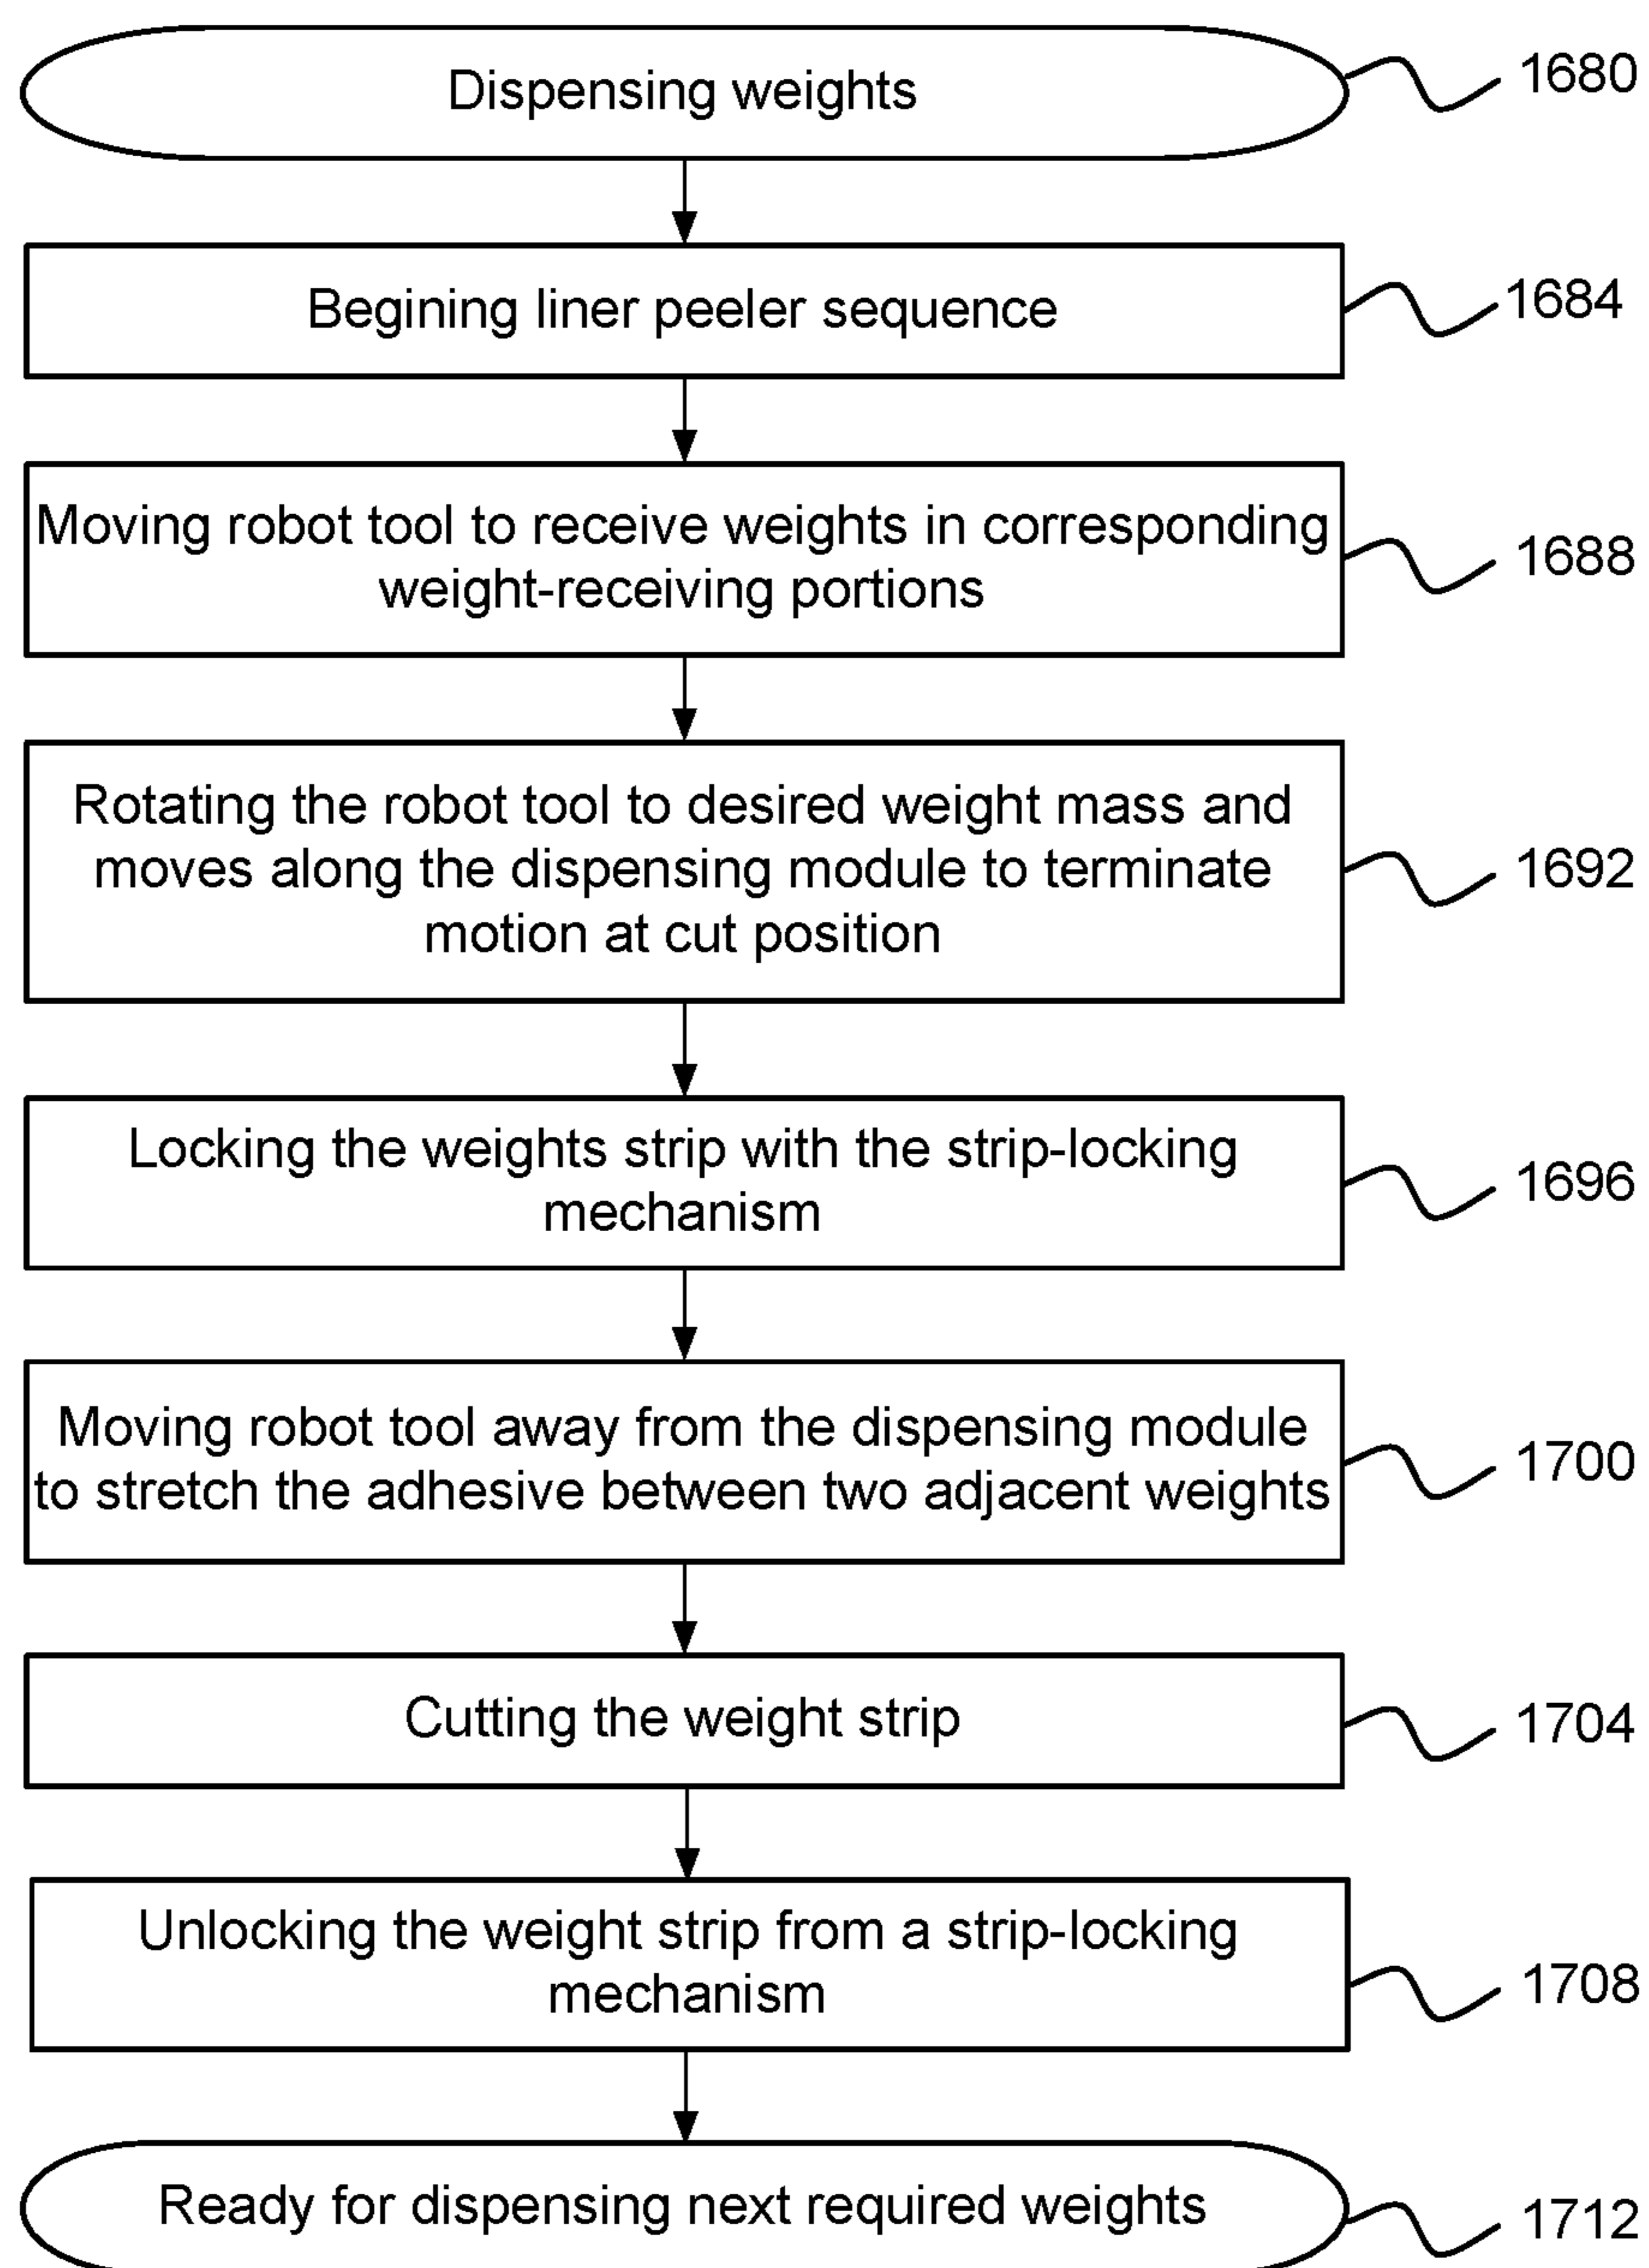 Dispensing weights
1680
Begining liner peeler sequence
1684
Moving robot tool to receive weights in corresponding
weight-receiving portions
1688
Rotating the robot tool to desired weight mass and
moves along the dispensing module to terminate
motion at cut position
1692
Locking the weights strip with the strip-locking
mechanism
1696
Moving robot tool away from the dispensing module
to stretch the adhesive between two adjacent weights
1700
Cutting the weight strip
1704
Unlocking the weight strip from a strip-locking
mechanism
1708
Ready for dispensing next required weights
1712